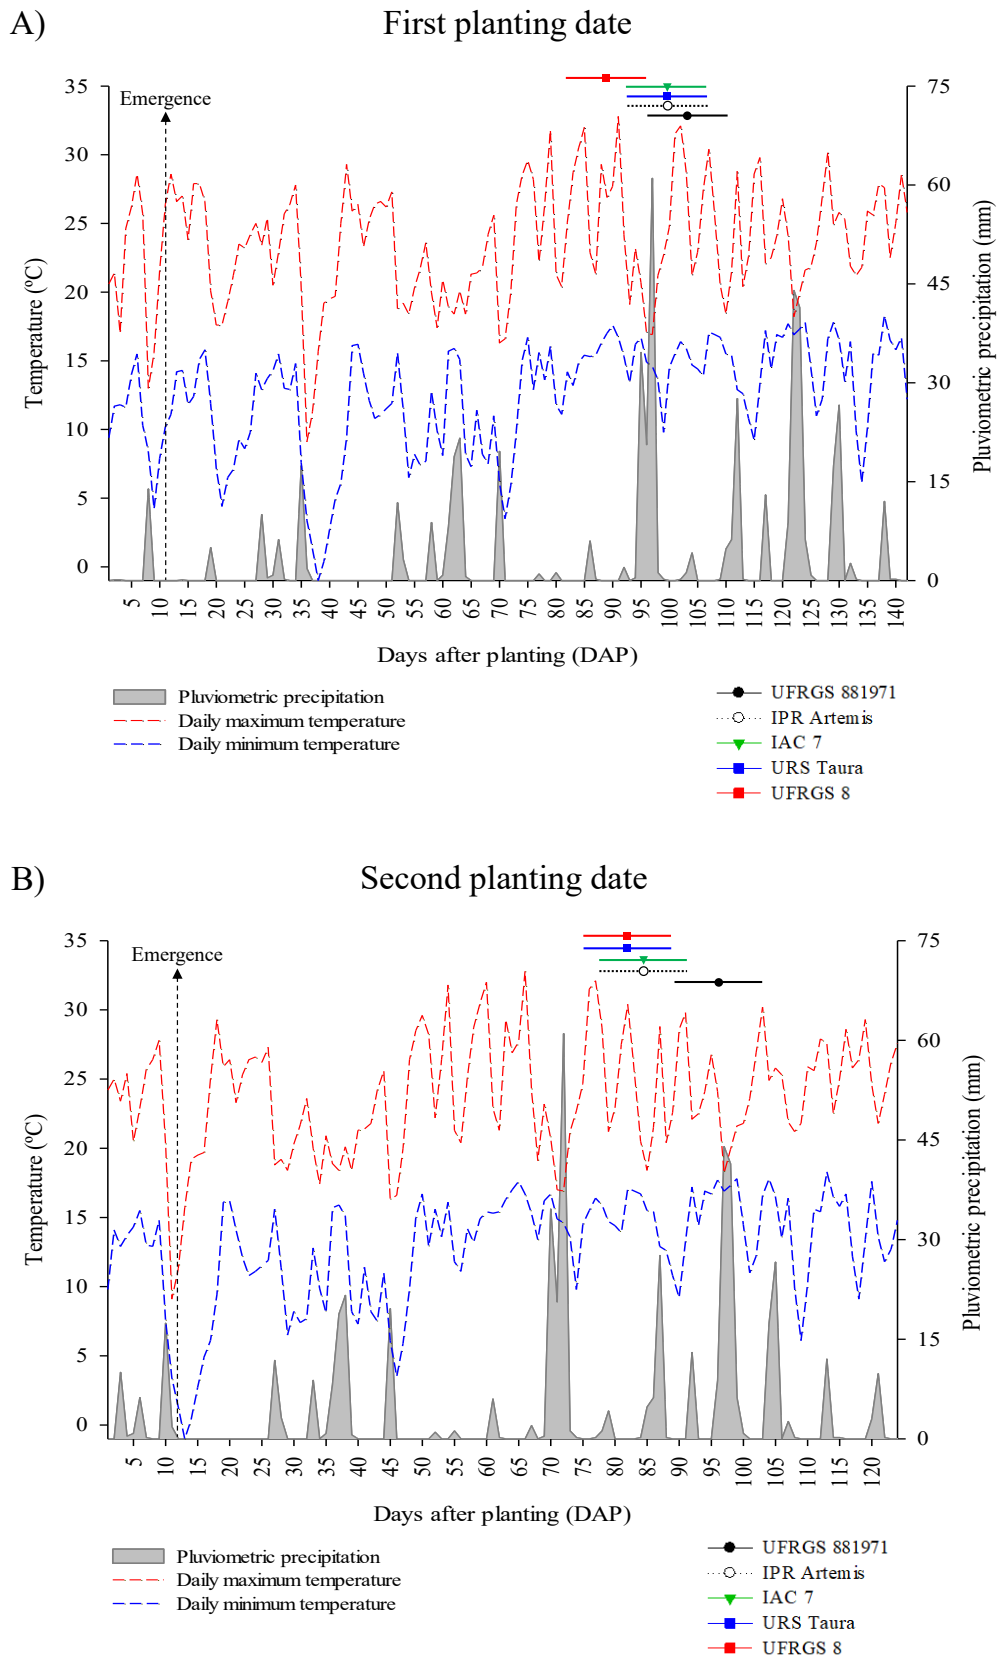 A)
First planting date
Emergence
35
30
25
20
15
10
5
0
Temperature (ºC)
75
60
45
30
15
0
Pluviometric precipitation (mm)
5 10 15 20 25 30 35 40 45 50 55 60 65 70 75 80 85 90 95 100 105 110 115 120 125 130 135 140
Days after planting (DAP)
Pluviometric precipitation
Daily maximum temperature
Daily minimum temperature
UFRGS 881971
IPR Artemis
IAC 7
URS Taura
UFRGS 8
B)
Second planting date
Emergence
35
30
25
20
15
10
5
0
Temperature (ºC)
75
60
45
30
15
0
Pluviometric precipitation (mm)
5 10 15 20 25 30 35 40 45 50 55 60 65 70 75 80 85 90 95 100 105 110 115 120
Days after planting (DAP)
Pluviometric precipitation
Daily maximum temperature
Daily minimum temperature
UFRGS 881971
IPR Artemis
IAC 7
URS Taura
UFRGS 8